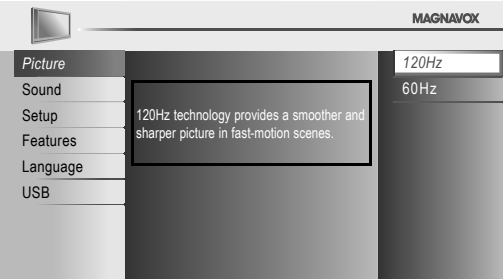 MAGNAVOX
Picture
Sound
Setup
Features
Language
USB
120Hz technology provides a smoother and
sharper picture in fast-motion scenes.
120Hz
60Hz